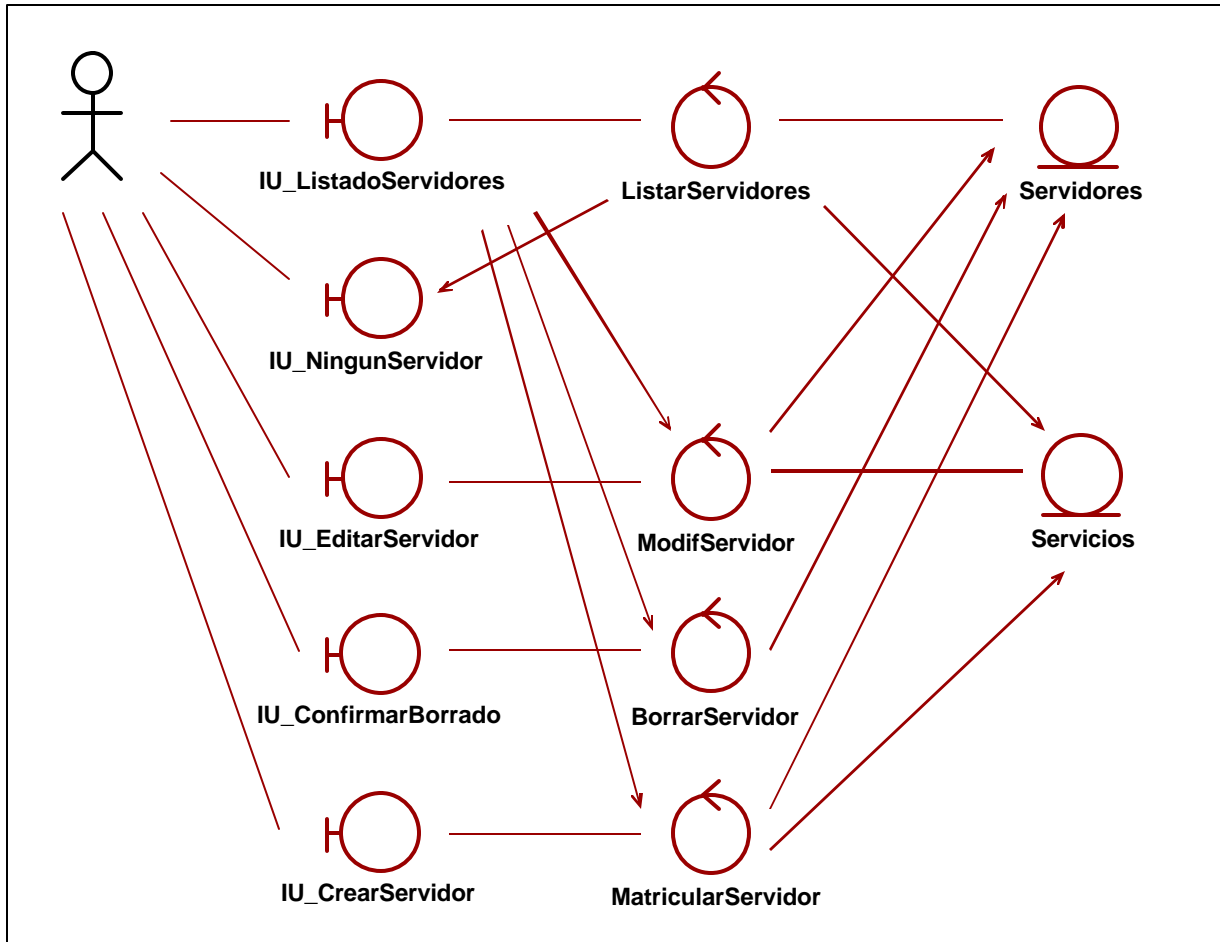 IU_ListadoServidores
ListarServidores
Servidores
IU_NingunServidor
IU_EditarServidor
ModifServidor
Servicios
IU_ConfirmarBorrado
BorrarServidor
IU_CrearServidor
MatricularServidor